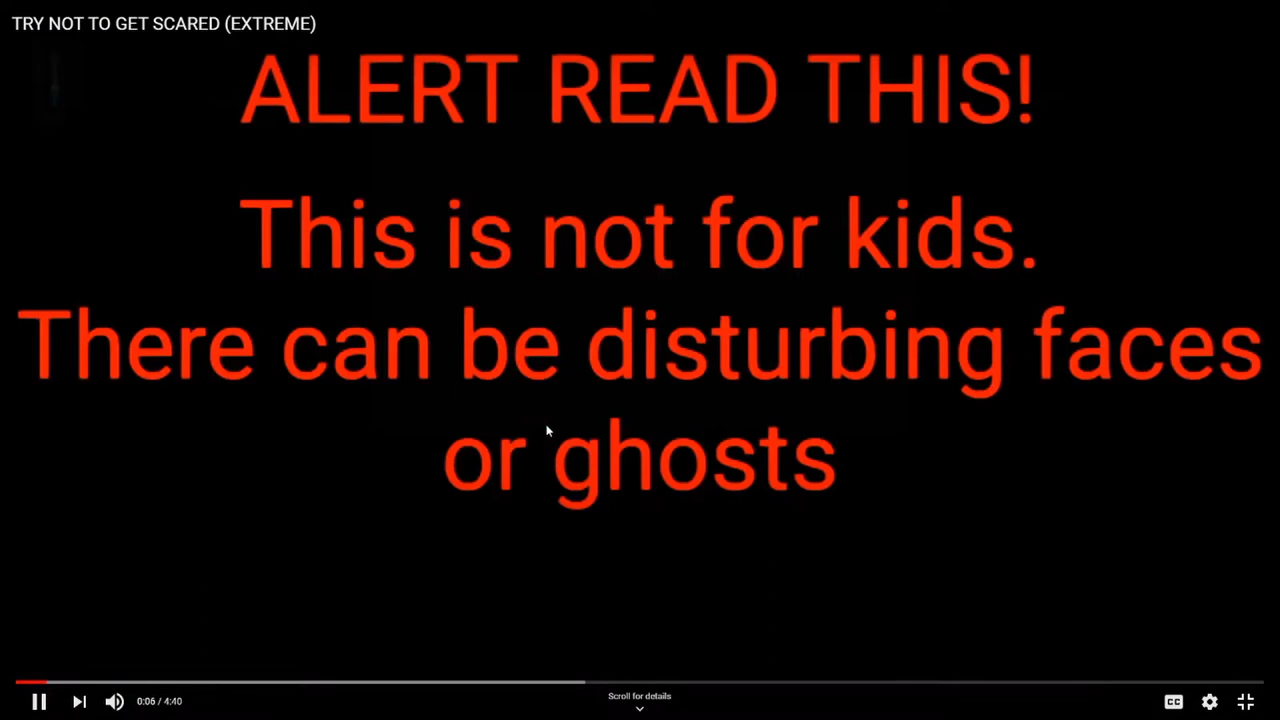 TRY NOT TO GET SCARED (EXTREME)
ALERT READ THIS!
This is not for kids.
There can be disturbing faces
or ghosts
0:06 / 4:40
Scroll for details
CC